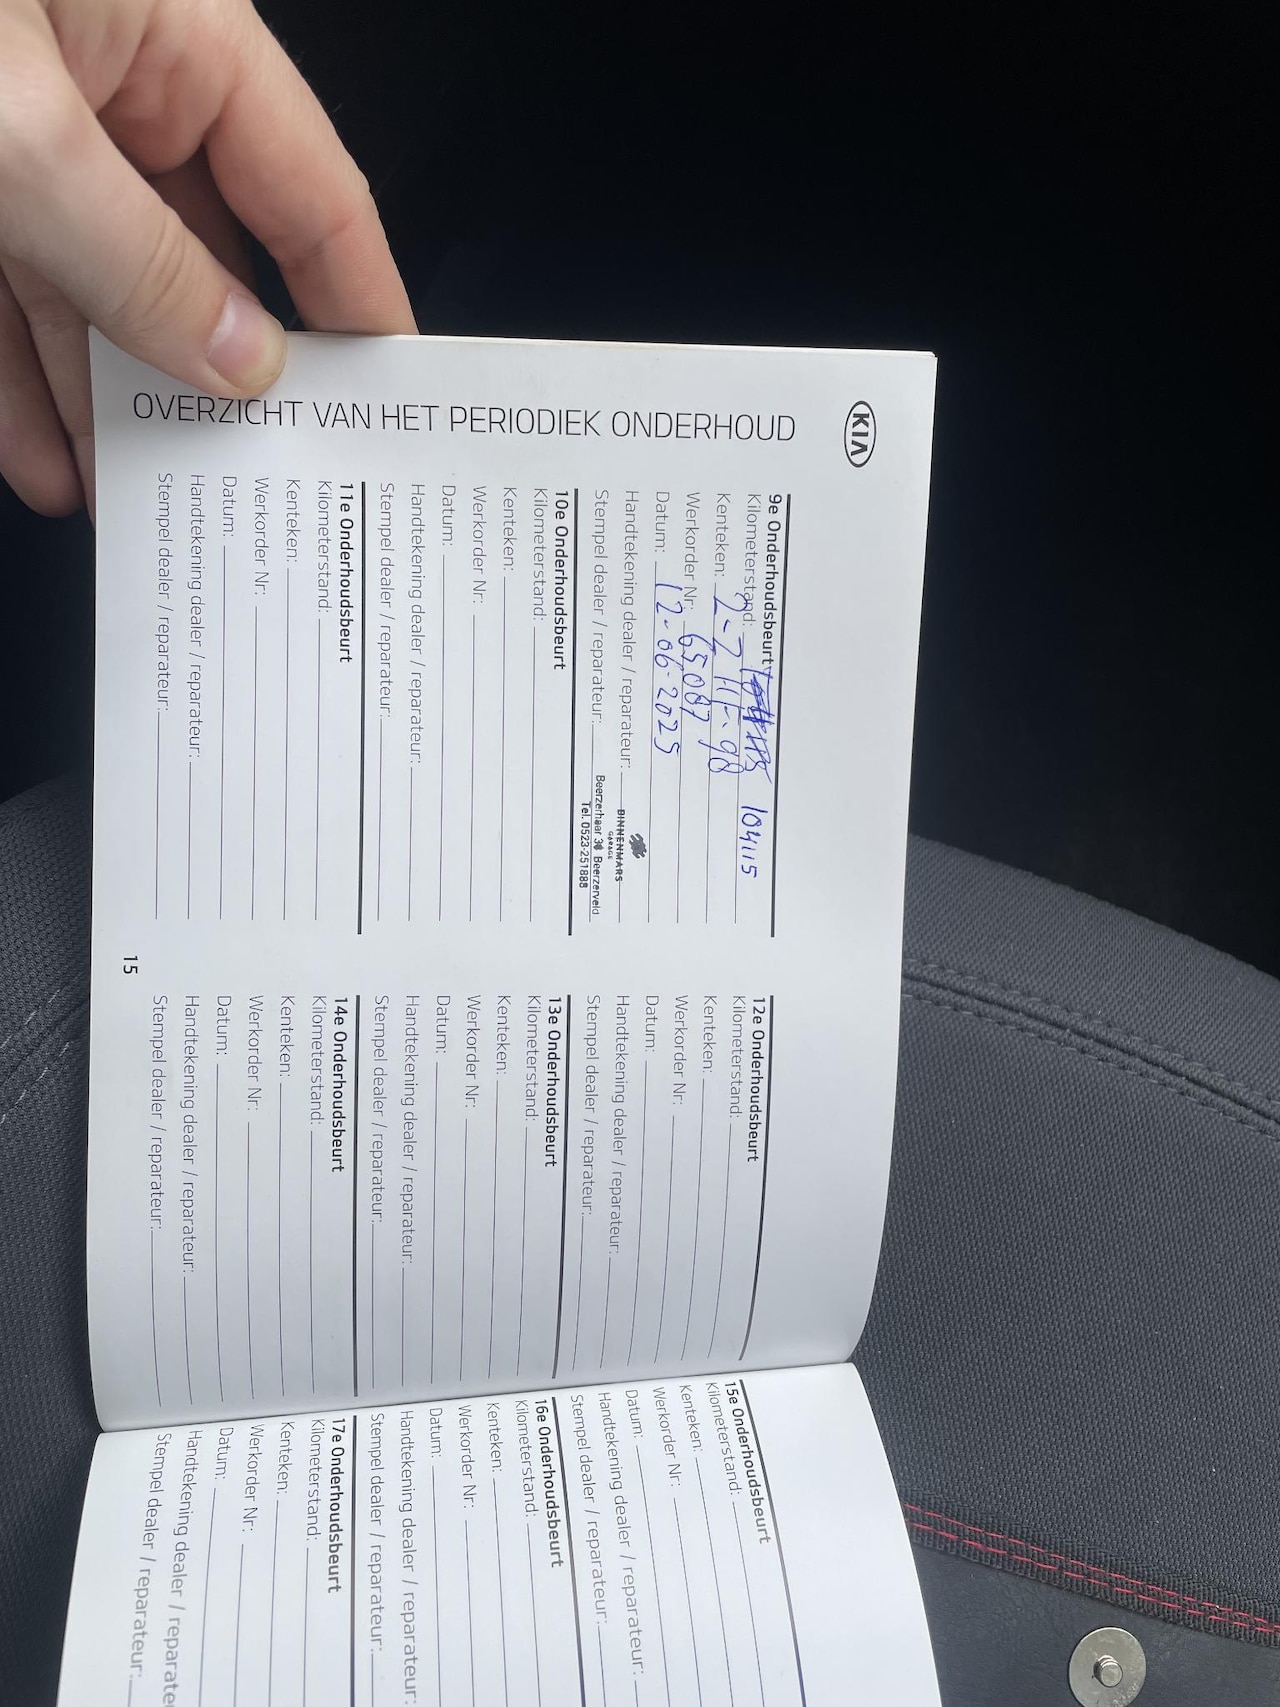 KIA
OVERZICHT VAN HET PERIODIEK ONDERHOUD
9e Onderhoudsbeurt
Kilometerstand: 104115
Kenteken:
Werkorder Nr: 65087
Datum: 12-06-2025
Handtekening dealer / reparateur:
Stempel dealer / reparateur:
BINNENMARS
GARAGE
Beerzerhaar Beerzerveld
Tel. 0523-251888
10e Onderhoudsbeurt
Kilometerstand:
Kenteken:
Werkorder Nr:
Datum:
Handtekening dealer / reparateur:
Stempel dealer / reparateur:
11e Onderhoudsbeurt
Kilometerstand:
Kenteken:
Werkorder Nr:
Datum:
Handtekening dealer / reparateur:
Stempel dealer / reparateur:
12e Onderhoudsbeurt
Kilometerstand:
Kenteken:
Werkorder Nr:
Datum:
Handtekening dealer / reparateur:
Stempel dealer / reparateur:
13e Onderhoudsbeurt
Kilometerstand:
Kenteken:
Werkorder Nr:
Datum:
Handtekening dealer / reparateur:
Stempel dealer / reparateur:
14e Onderhoudsbeurt
Kilometerstand:
Kenteken:
Werkorder Nr:
Datum:
Handtekening dealer / reparateur:
Stempel dealer / reparateur:
15
15e Onderhoudsbeurt
Kilometerstand:
Kenteken:
Werkorder Nr:
Datum:
Handtekening dealer / reparateur:
Stempel dealer / reparateur:
16e Onderhoudsbeurt
Kilometerstand:
Kenteken:
Werkorder Nr:
Datum:
Handtekening dealer / reparateur:
Stempel dealer / reparateur:
17e Onderhoudsbeurt
Kilometerstand:
Kenteken:
Werkorder Nr:
Datum:
Handtekening dealer / reparate
Stempel dealer / reparateur: